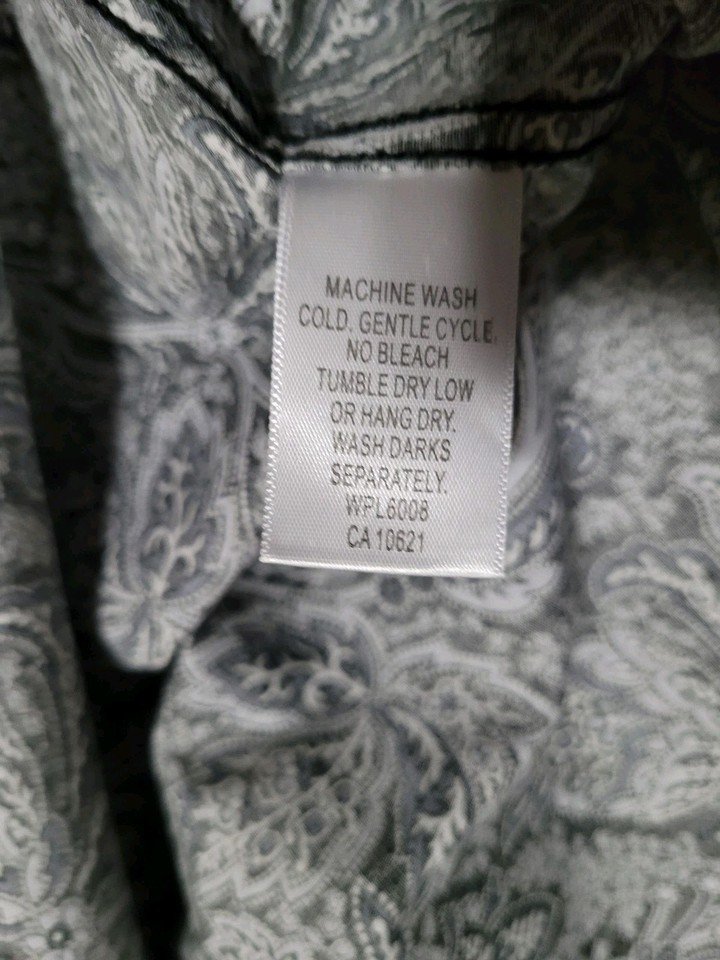 MACHINE WASH
COLD. GENTLE CYCLE.
NO BLEACH
TUMBLE DRY LOW
OR HANG DRY.
WASH DARKS
SEPARATELY.
WPL6008
CA 10621